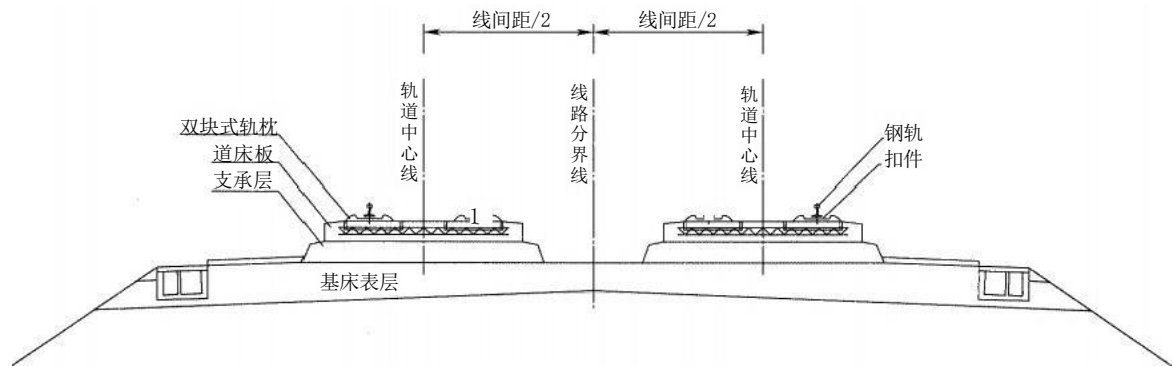 线间距/2
线间距/2
轨道中心线
线路分界线
轨道中心线
双块式轨枕
道床板
支承层
钢轨
扣件
1
基床表层